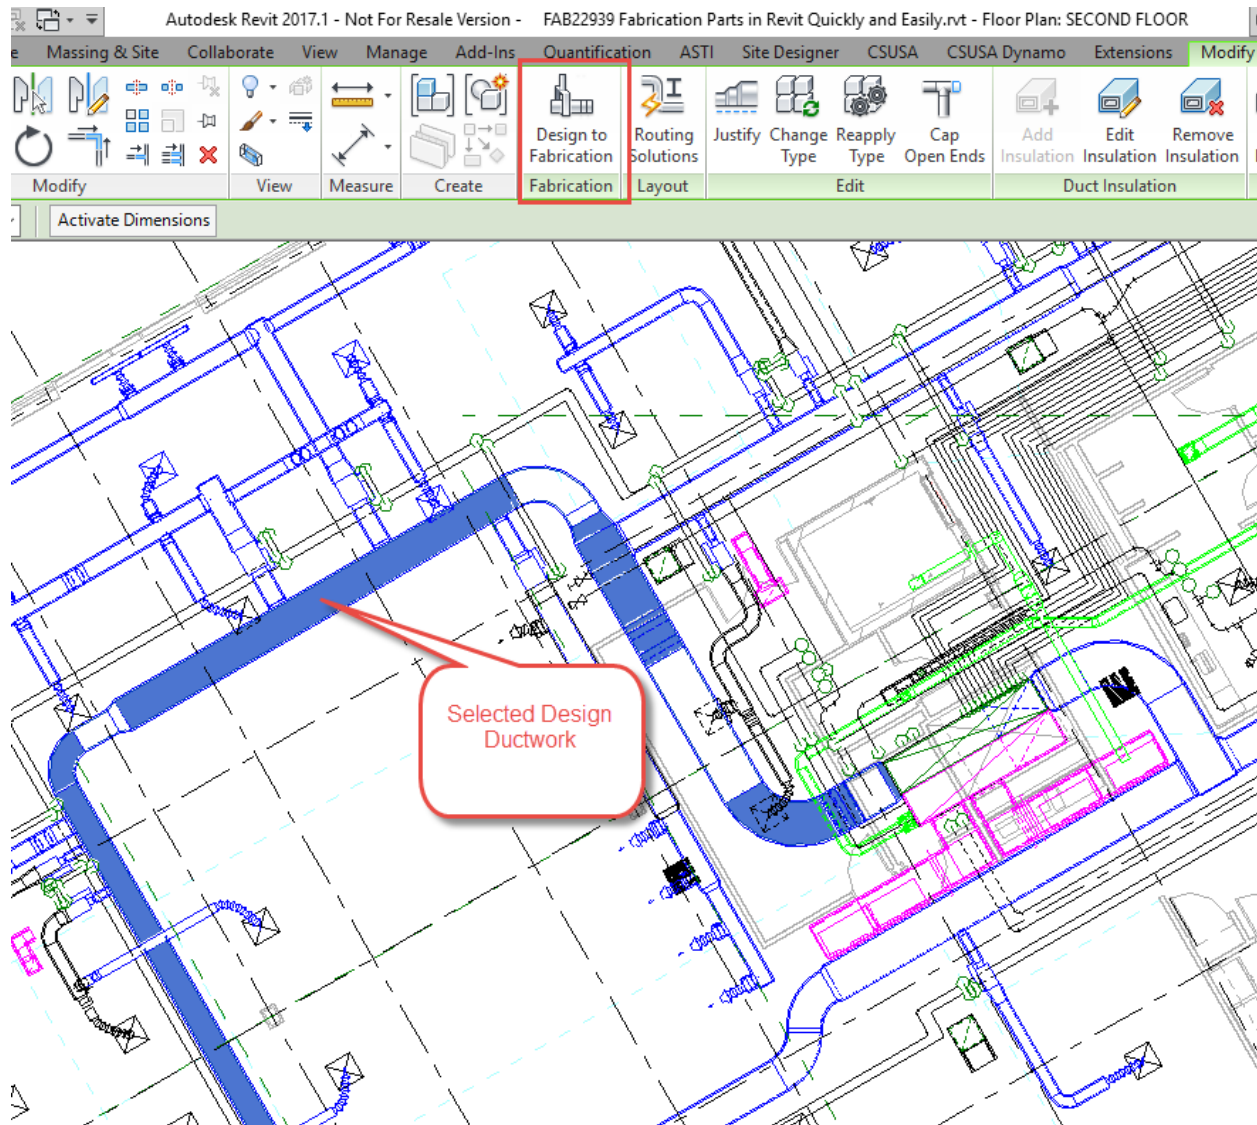 Autodesk Revit 2017.1 - Not For Resale Version - FAB22939 Fabrication Parts in Revit Quickly and Easily.rvt - Floor Plan: SECOND FLOOR
e Massing & Site Collaborate View Manage Add-Ins Quantification ASTI Site Designer CSUSA CSUSA Dynamo Extensions Modify
Design to Routing Justify Change Reapply Cap Add Edit Remove
Fabrication Solutions Type Type Open Ends Insulation Insulation Insulation
Modify View Measure Create Fabrication Layout Edit Duct Insulation
Activate Dimensions
Selected Design
Ductwork